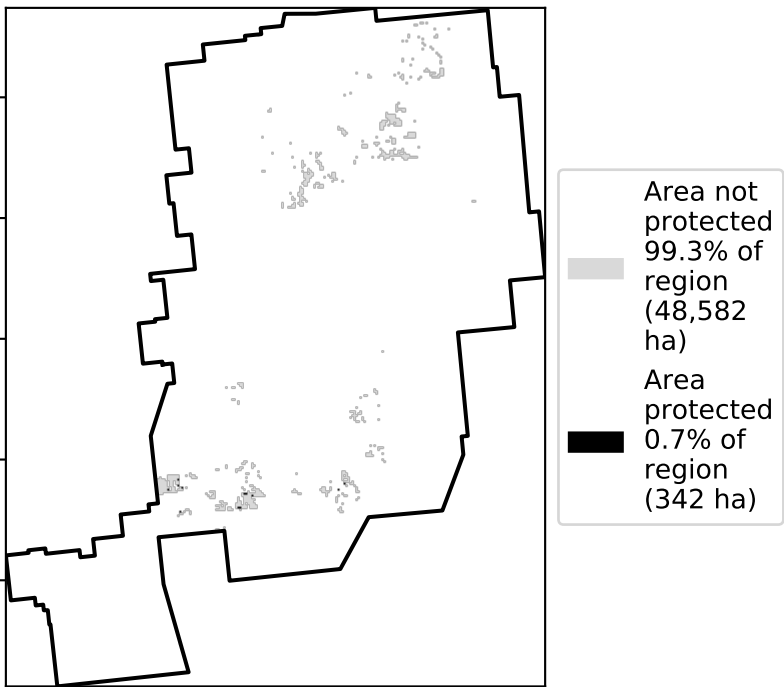 Area not
protected
99.3% of
region
(48,582
ha)
Area
protected
0.7% of
region
(342 ha)